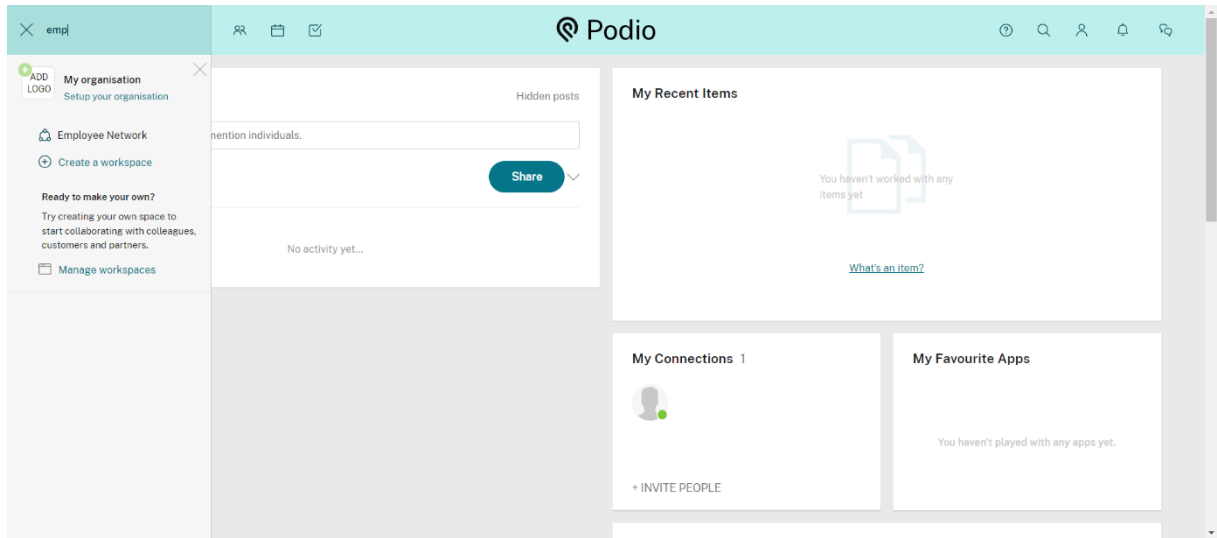 emp
Podio
ADD
LOGO
My organisation
Setup your organisation
Employee Network
Create a workspace
Ready to make your own?
Try creating your own space to
start collaborating with colleagues,
customers and partners.
Manage workspaces
Hidden posts
mention individuals.
Share
No activity yet...
My Recent Items
You haven't worked with any
items yet
What's an item?
My Connections 1
+ INVITE PEOPLE
My Favourite Apps
You haven't played with any apps yet.